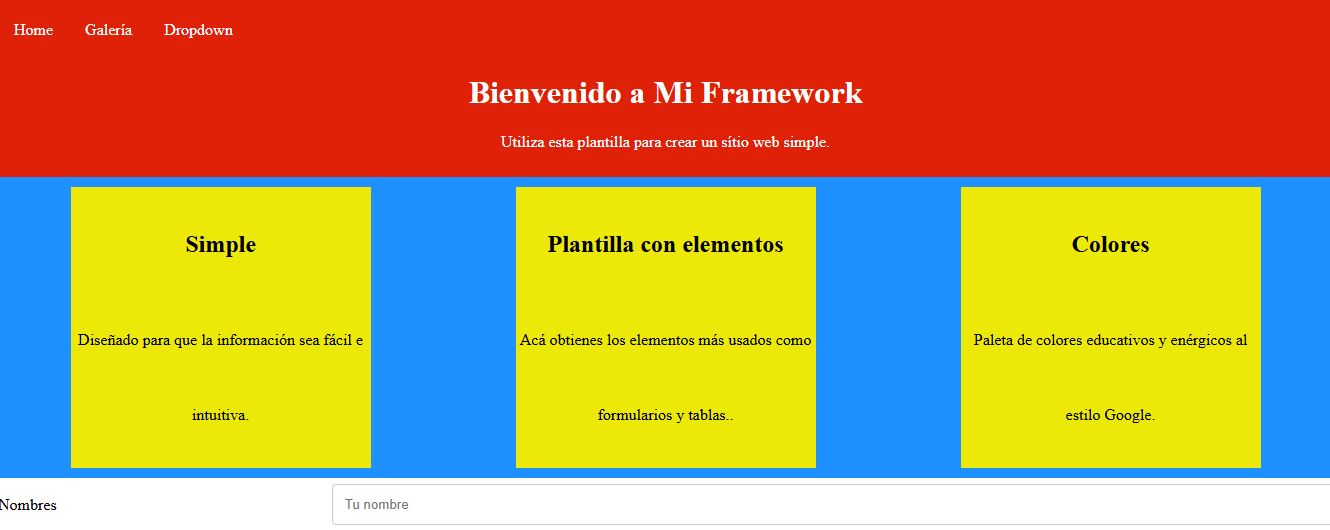 Home Galería Dropdown
Bienvenido a Mi Framework
Utiliza esta plantilla para crear un sítio web simple.
Simple
Diseñado para que la información sea fácil e
intuitiva.
Plantilla con elementos
Acá obtienes los elementos más usados como
formularios y tablas..
Colores
Paleta de colores educativos y enérgicos al
estilo Google.
Nombres
Tu nombre